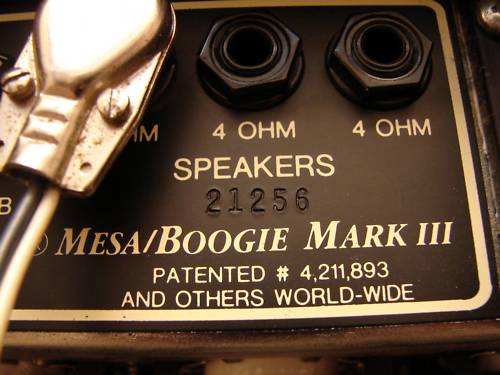 4 OHM 4 OHM
SPEAKERS
21256
® MESA/BOOGIE MARK III
PATENTED # 4,211,893
AND OTHERS WORLD-WIDE